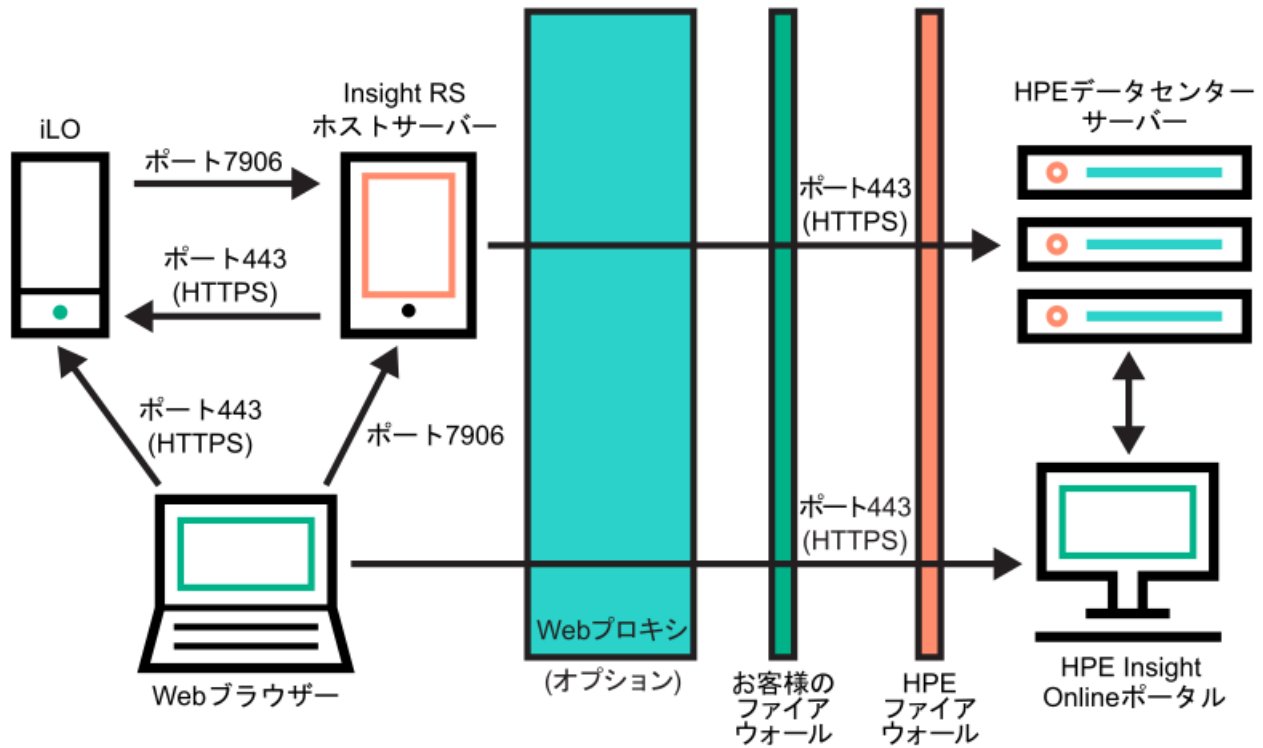 iLO
Insight RS
ホストサーバー
ポート7906
ポート443
(HTTPS)
ポート443
(HTTPS)
ポート7906
Webブラウザー
Webプロキシ
(オプション)
お客様の
ファイア
ウォール
HPE
ファイア
ウォール
ポート443
(HTTPS)
ポート443
(HTTPS)
HPEデータセンター
サーバー
HPE Insight
Onlineポータル